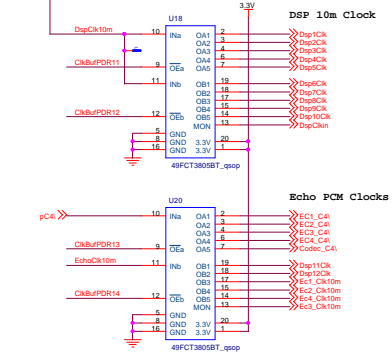 3.3V
DSP 10m Clock
U18
DspClk10m 10 INa OA1 2 Dsp1Clk
OA2 3 Dsp2Clk
OA3 4 Dsp3Clk
OA4 6 Dsp4Clk
ClkBufPDR11 9 OEa OA5 7 Dsp5Clk
11 INb OB1 19 Dsp6Clk
OB2 18 Dsp7Clk
OB3 17 Dsp8Clk
OB4 15 Dsp9Clk
ClkBufPDR12 12 OEb OB5 14 Dsp10Clk
MON 13 DspClkin
5 GND
8 GND 3.3V 20
16 GND 3.3V 1
49FCT3805BT_qsop
U20
Echo PCM Clocks
pC4\ 10 INa OA1 2 EC1_C4\
OA2 3 EC2_C4\
OA3 4 EC3_C4\
OA4 6 EC4_C4\
ClkBufPDR13 9 OEa OA5 7 Codec_C4\
EchoClk10m 11 INb OB1 19 Dsp11Clk
OB2 18 Dsp12Clk
OB3 17 Ec1_Clk10m
OB4 15 Ec2_Clk10m
ClkBufPDR14 12 OEb OB5 14 Ec4_Clk10m
MON 13 Ec3_Clk10m
5 GND
8 GND 3.3V 20
16 GND 3.3V 1
49FCT3805BT_qsop